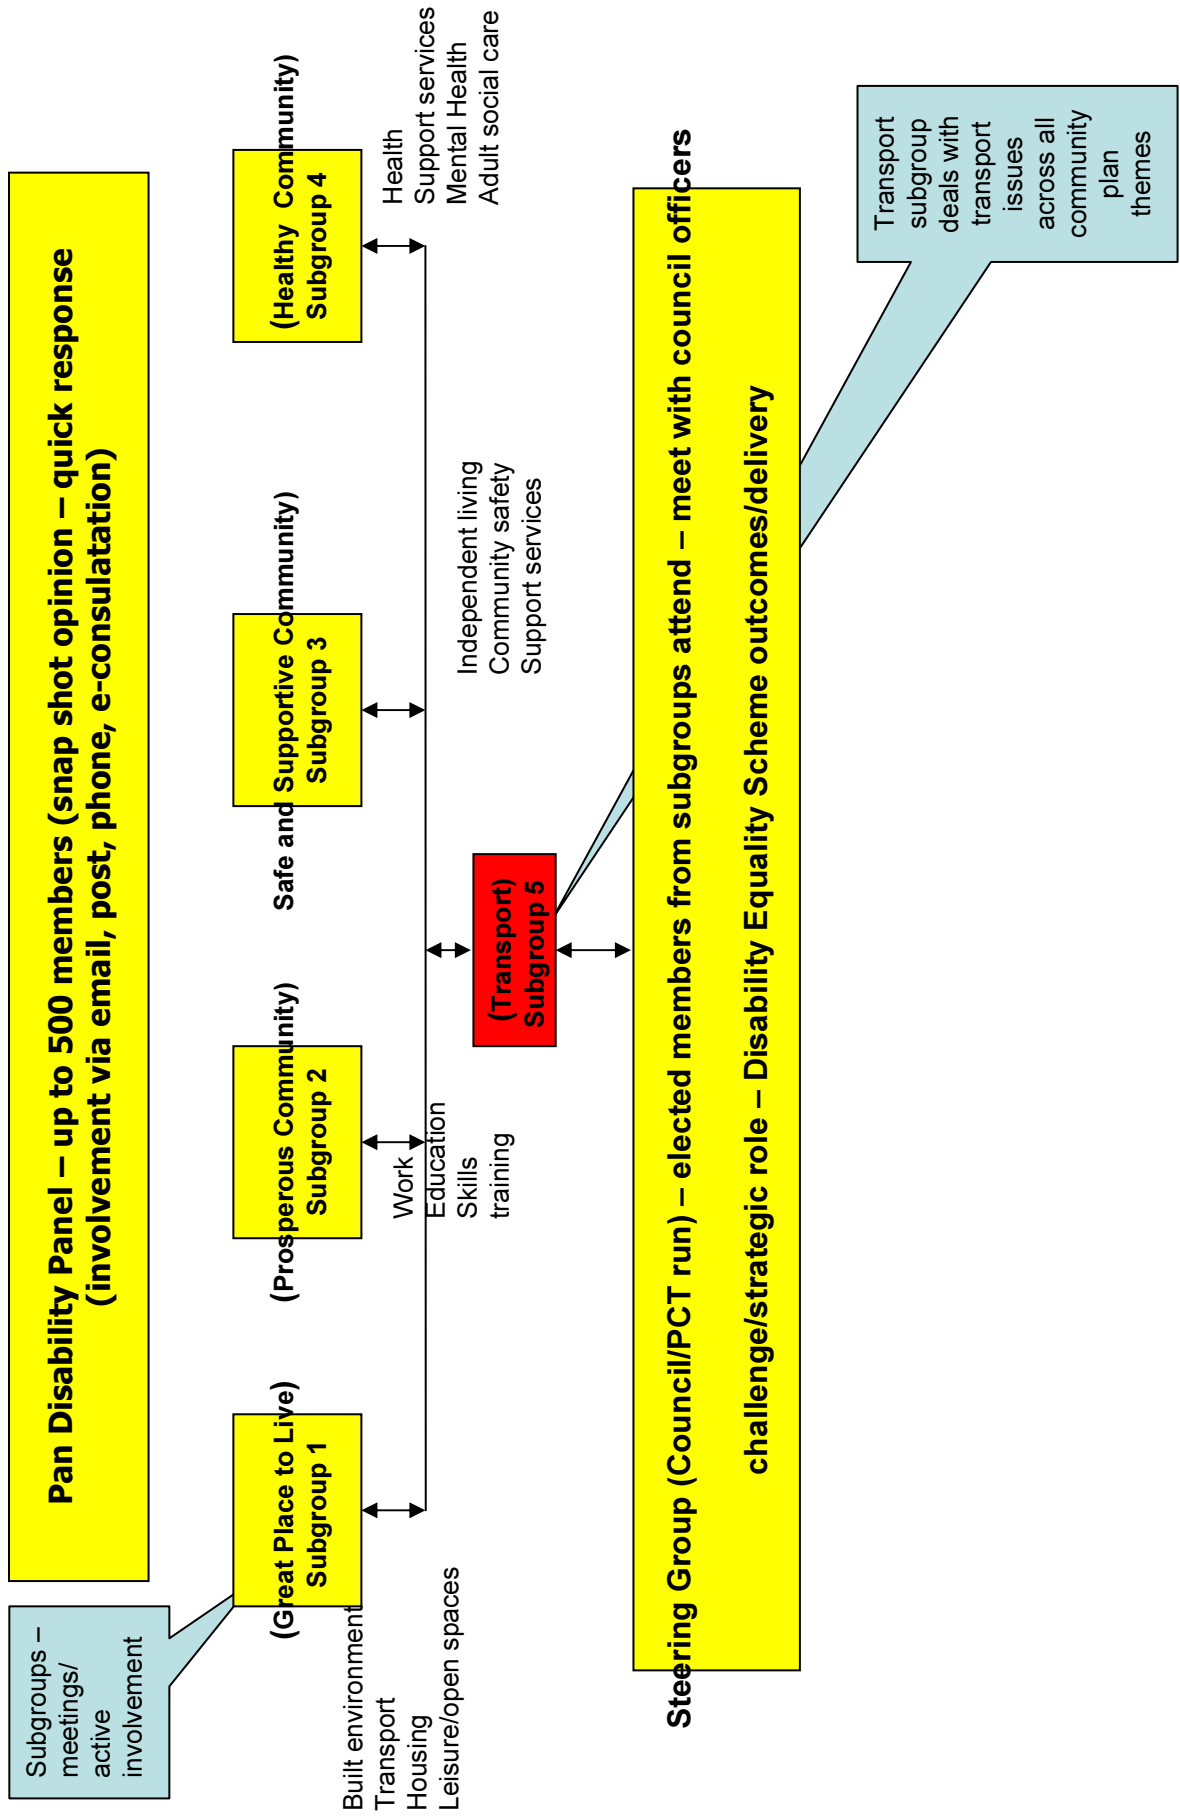 Pan Disability Panel – up to 500 members (snap shot opinion – quick response
(involvement via email, post, phone, e-consulatation)
Subgroups –
meetings/
active
involvement
(Great Place to Live)
Subgroup 1
Built environment
Transport
Housing
Leisure/open spaces
(Prosperous Community)
Subgroup 2
Work
Education
Skills
training
Safe and Supportive Community)
Subgroup 3
Independent living
Community safety
Support services
(Healthy Community)
Subgroup 4
Health
Support services
Mental Health
Adult social care
(Transport)
Subgroup 5
Steering Group (Council/PCT run) – elected members from subgroups attend – meet with council officers
challenge/strategic role – Disability Equality Scheme outcomes/delivery
Transport
subgroup
deals with
transport
issues
across all
community
plan
themes